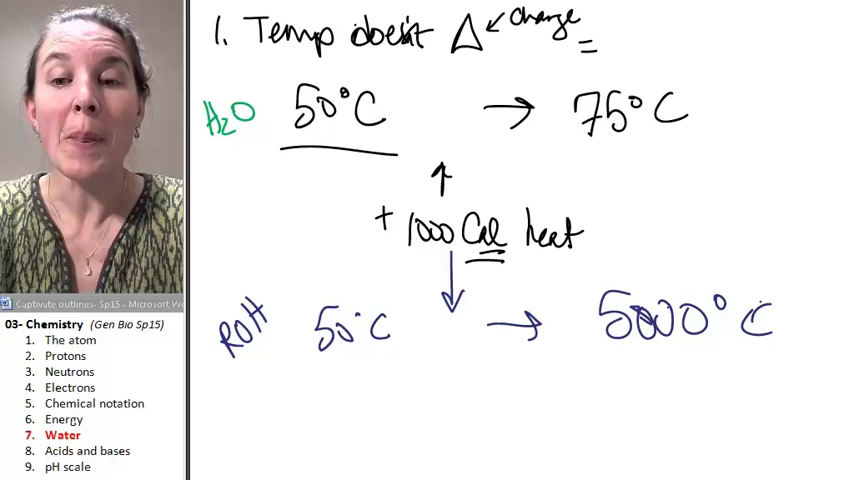 1. Temp doesn't Δ ← change =
H₂O 50°C → 75°C
+ 1000 Cal heat
ROH 50°C → 5000°C
Captivate outlines- Sp15 - Microsoft Wo
03- Chemistry (Gen Bio Sp15)
1. The atom
2. Protons
3. Neutrons
4. Electrons
5. Chemical notation
6. Energy
7. Water
8. Acids and bases
9. pH scale